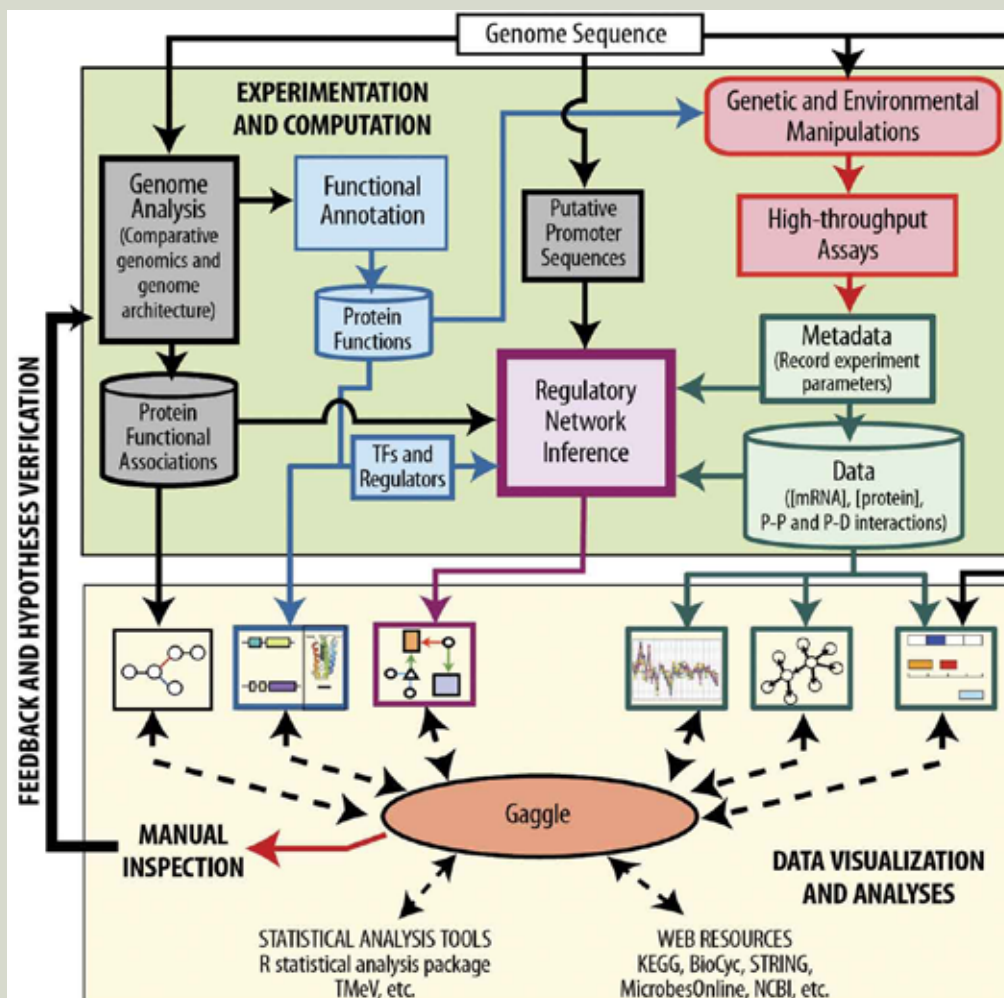 Genome Sequence
EXPERIMENTATION
AND COMPUTATION
Genetic and Environmental
Manipulations
Genome
Analysis
(Comparative
genomics and
genome
architecture)
Functional
Annotation
Putative
Promoter
Sequences
High-throughput
Assays
Protein
Functions
Metadata
(Record experiment
parameters)
Regulatory
Network
Inference
Protein
Functional
Associations
TFs and
Regulators
Data
([mRNA], [protein],
P-P and P-D interactions)
FEEDBACK AND HYPOTHESES VERFICATION
Gaggle
MANUAL
INSPECTION
DATA VISUALIZATION
AND ANALYSES
STATISTICAL ANALYSIS TOOLS
R statistical analysis package
TMeV, etc.
WEB RESOURCES
KEGG, BioCyc, STRING,
MicrobesOnline, NCBI, etc.